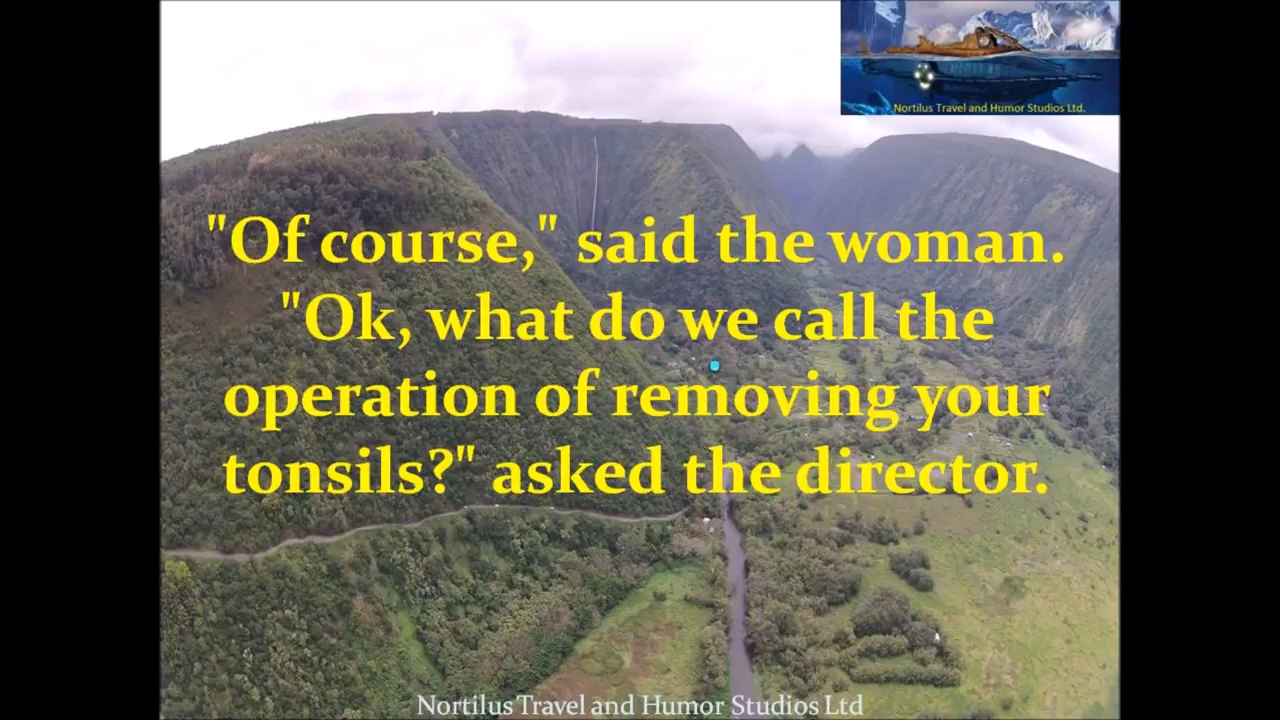 Nortilus Travel and Humor Studios Ltd.
"Of course," said the woman.
"Ok, what do we call the
operation of removing your
tonsils?" asked the director.
Nortilus Travel and Humor Studios Ltd